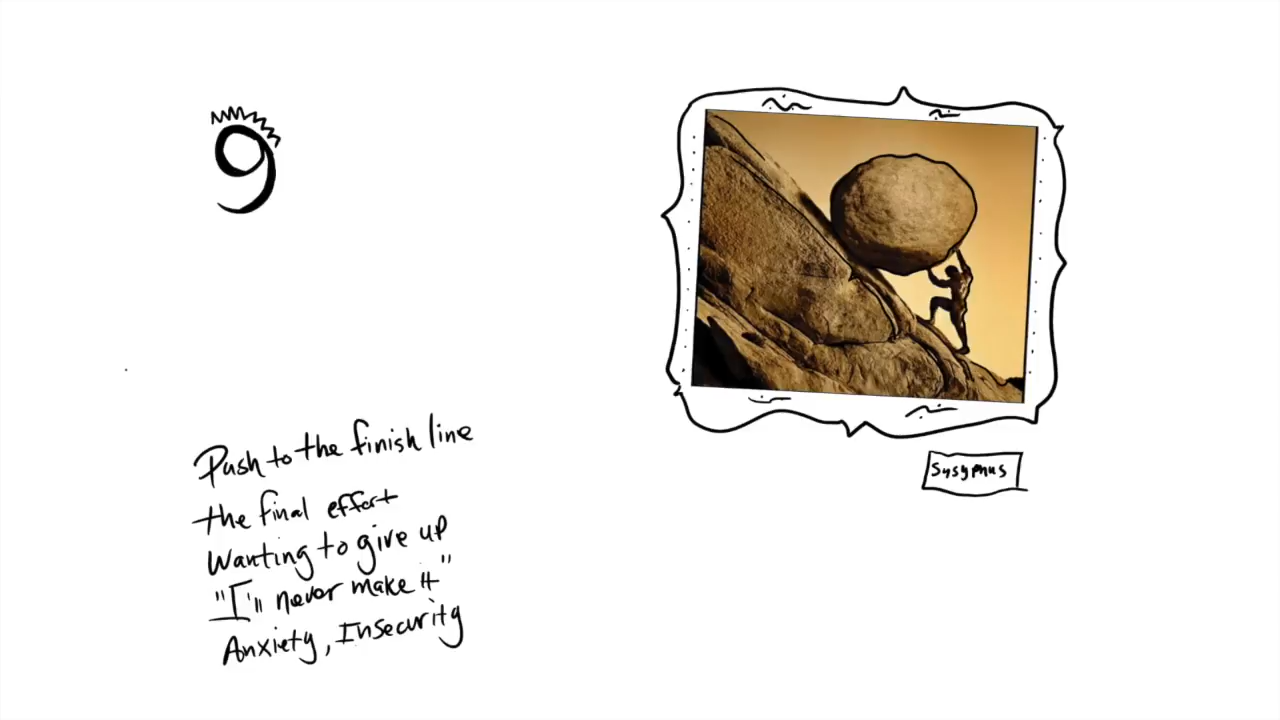 9
Push to the finish line
the final effort
Wanting to give up
"I'll never make it"
Anxiety, Insecurity
Sysyphus